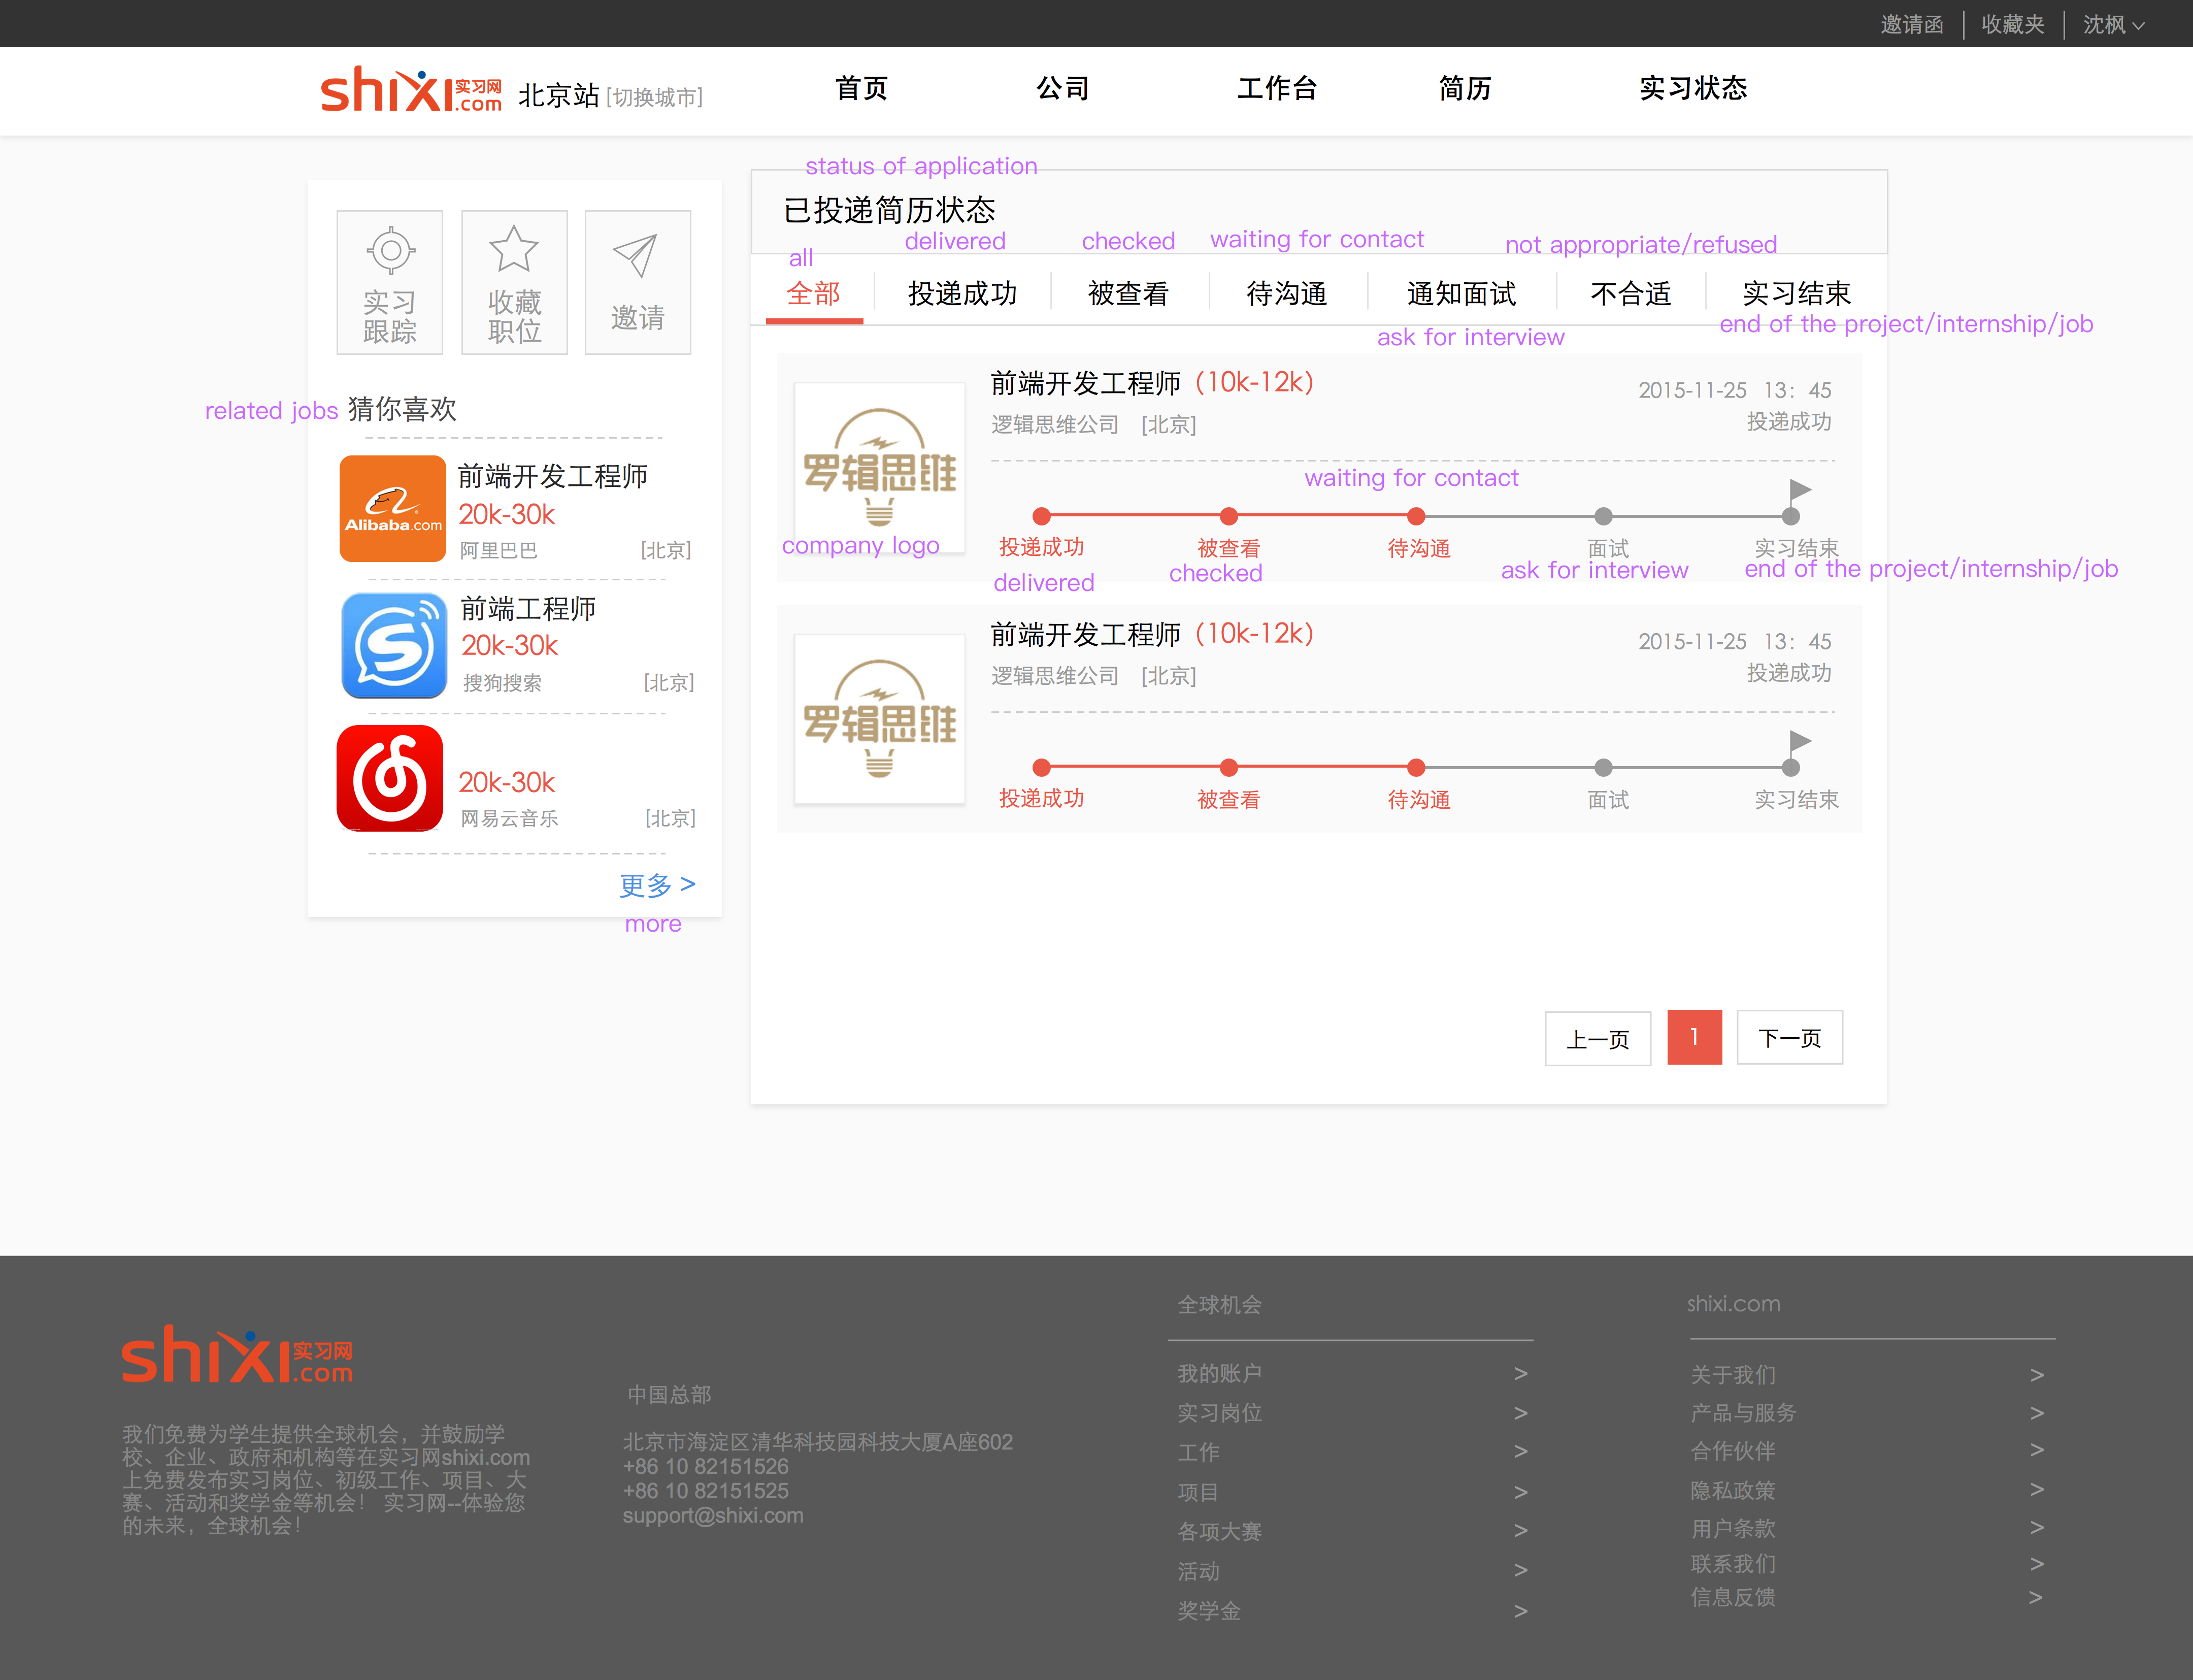 邀请函 收藏夹 沈枫
shixi实习网.com 北京站 [切换城市] 首页 公司 工作台 简历 实习状态
实习
跟踪
收藏
职位
邀请
related jobs 猜你喜欢
Alibaba.com
前端开发工程师
20k-30k
阿里巴巴 [北京]
S
前端工程师
20k-30k
搜狗搜索 [北京]
20k-30k
网易云音乐 [北京]
更多 >
more
status of application
已投递简历状态
all delivered checked waiting for contact not appropriate/refused
全部 投递成功 被查看 待沟通 通知面试 不合适 实习结束
ask for interview end of the project/internship/job
罗辑思维
company logo
前端开发工程师（10k-12k）
逻辑思维公司 [北京]
2015-11-25 13：45
投递成功
waiting for contact
投递成功 被查看 待沟通 面试 实习结束
delivered checked ask for interview end of the project/internship/job
罗辑思维
前端开发工程师（10k-12k）
逻辑思维公司 [北京]
2015-11-25 13：45
投递成功
投递成功 被查看 待沟通 面试 实习结束
上一页 1 下一页
shixi实习网.com
我们免费为学生提供全球机会，并鼓励学
校、企业、政府和机构等在实习网shixi.com
上免费发布实习岗位、初级工作、项目、大
赛、活动和奖学金等机会！ 实习网--体验您
的未来，全球机会！
中国总部
北京市海淀区清华科技园科技大厦A座602
+86 10 82151526
+86 10 82151525
support@shixi.com
全球机会
我的账户 >
实习岗位 >
工作 >
项目 >
各项大赛 >
活动 >
奖学金 >
shixi.com
关于我们 >
产品与服务 >
合作伙伴 >
隐私政策 >
用户条款 >
联系我们 >
信息反馈 >